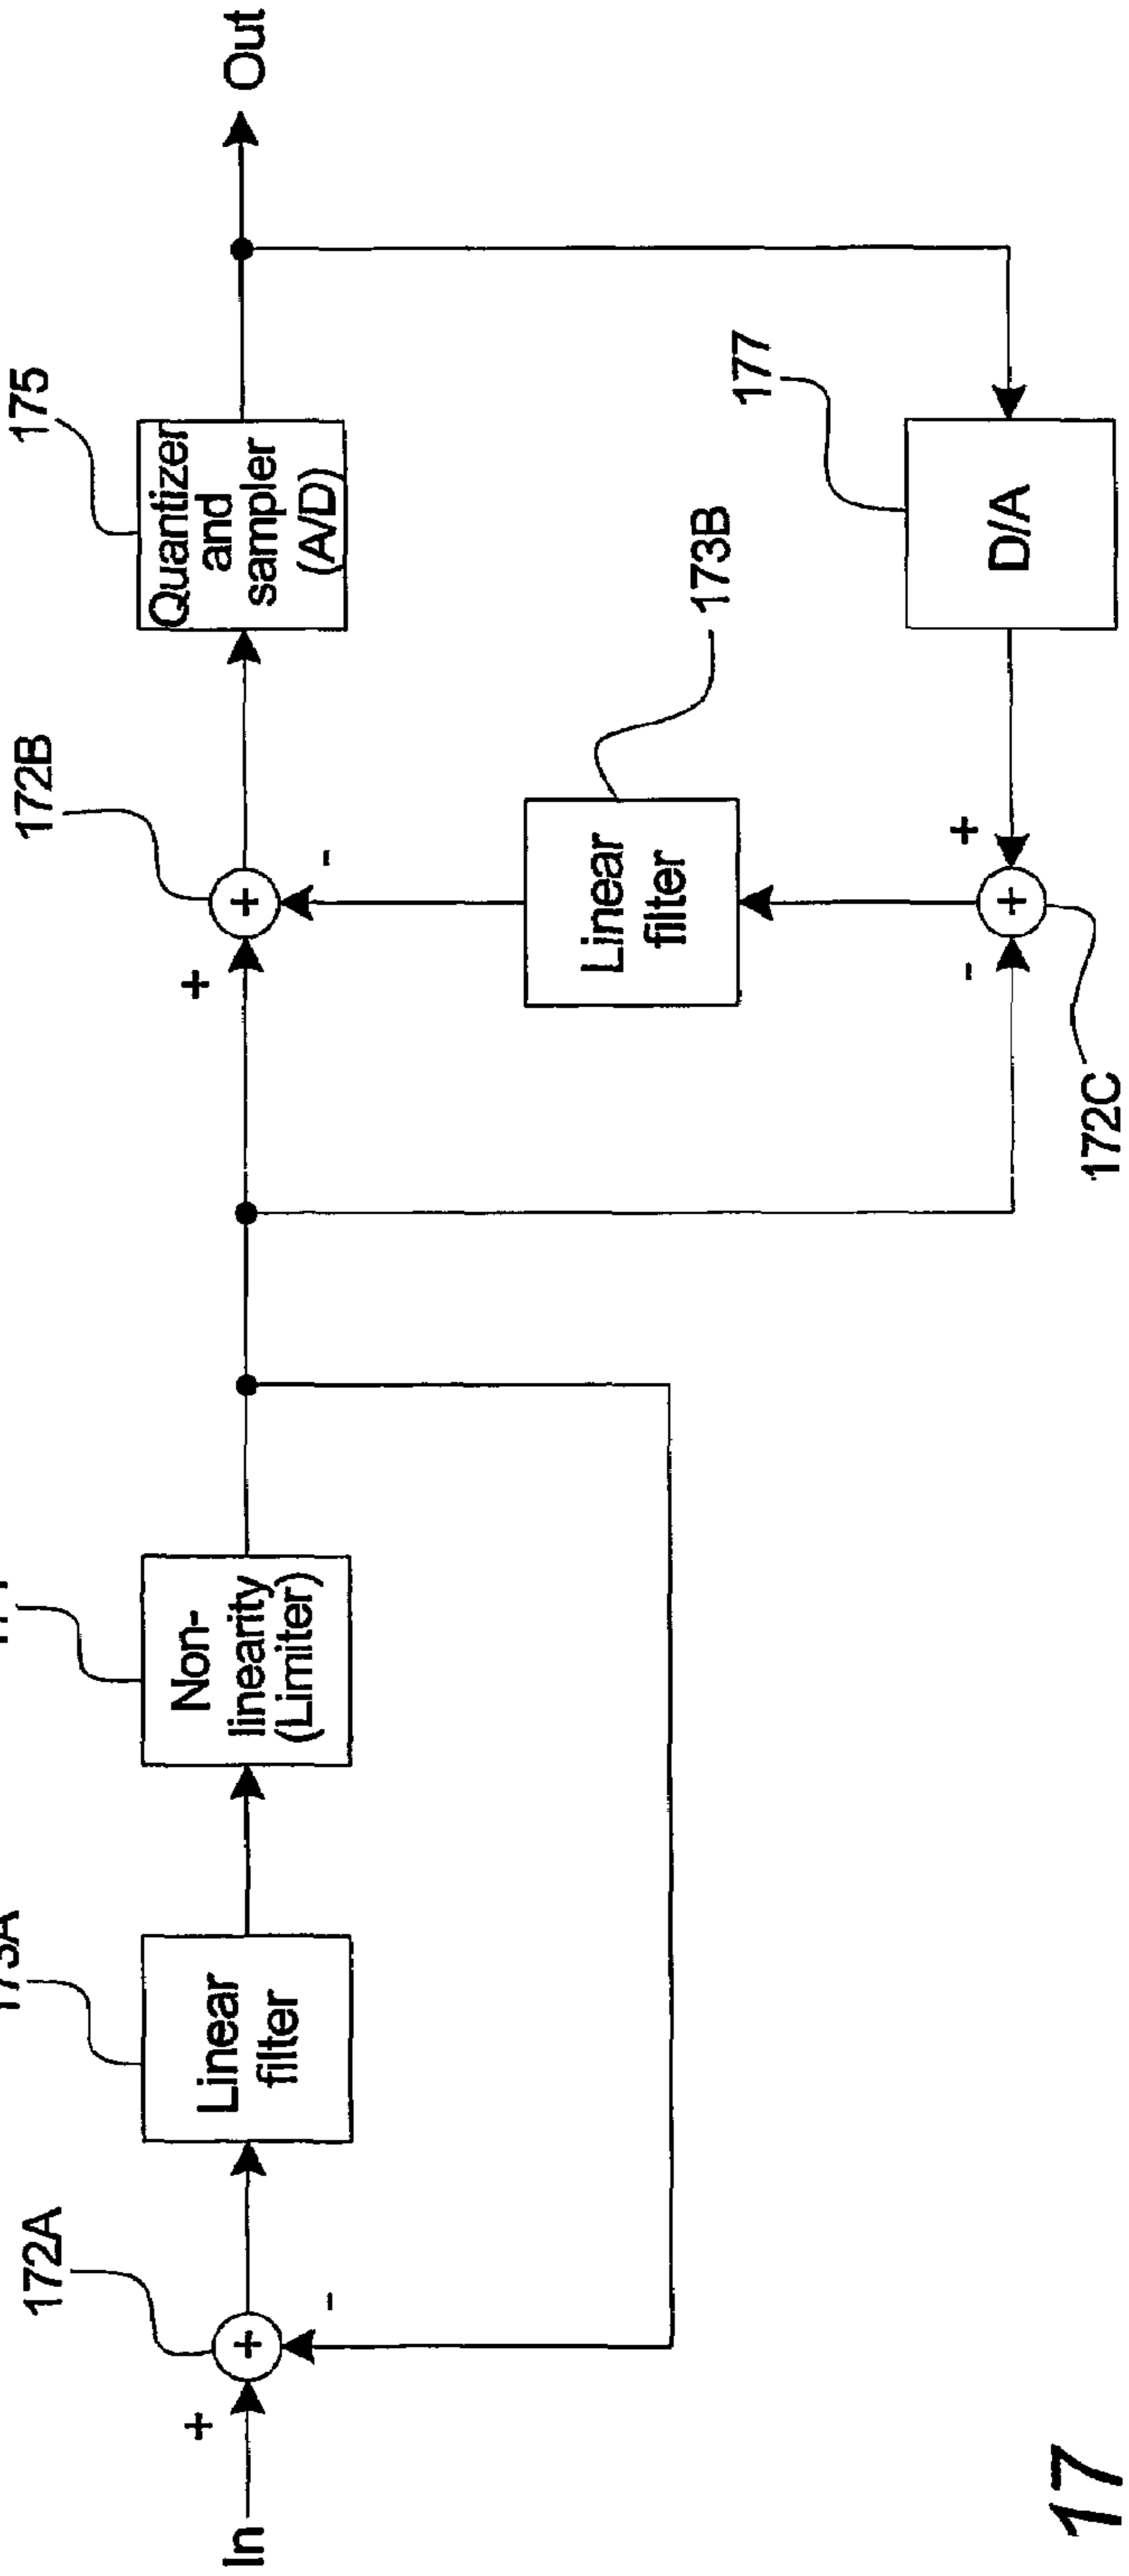 In
+
-
+
172A
Linear
filter
Non-
linearity
(Limiter)
+
-
+
172B
Quantizer
and
sampler
(A/D)
175
Out
Linear
filter
173B
-
+
+
172C
D/A
177
17